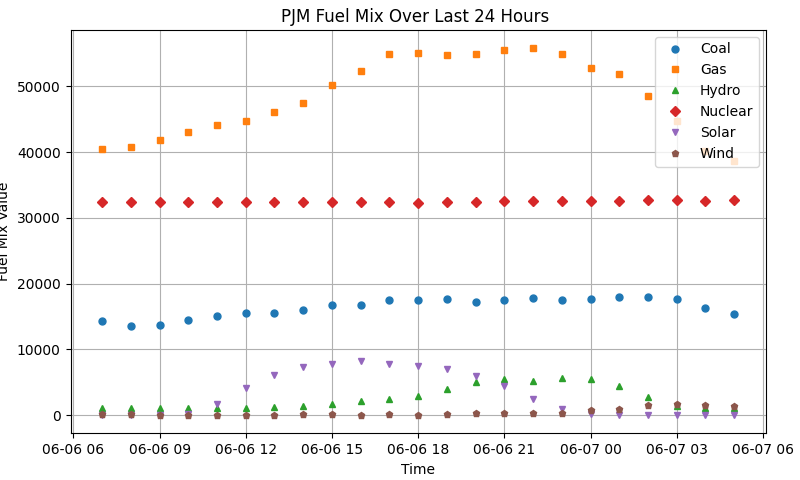 PJM Fuel Mix Over Last 24 Hours
Coal
Gas
Hydro
Nuclear
Solar
Wind
50000
40000
30000
20000
10000
0
Fuel Mix Value
06-06 06 06-06 09 06-06 12 06-06 15 06-06 18 06-06 21 06-07 00 06-07 03 06-07 06
Time